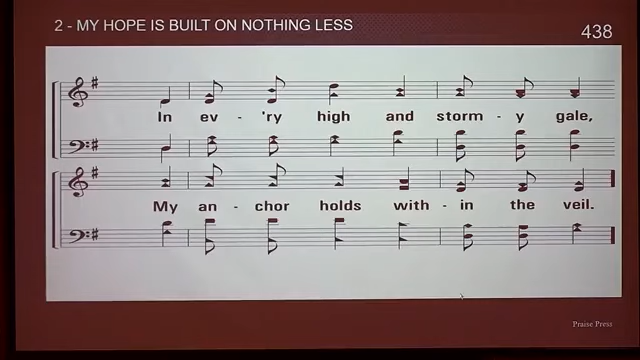 2 - MY HOPE IS BUILT ON NOTHING LESS
438
In ev - 'ry high and storm - y gale,
My an - chor holds with - in the veil.
Praise Press